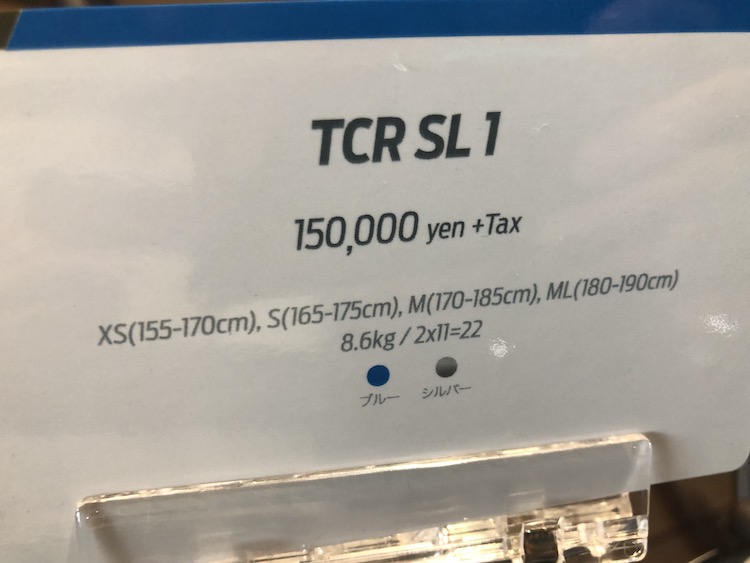 TCR SL 1
150,000 yen +Tax
XS(155-170cm), S(165-175cm), M(170-185cm), ML(180-190cm)
8.6kg / 2x11=22
ブルー シルバー